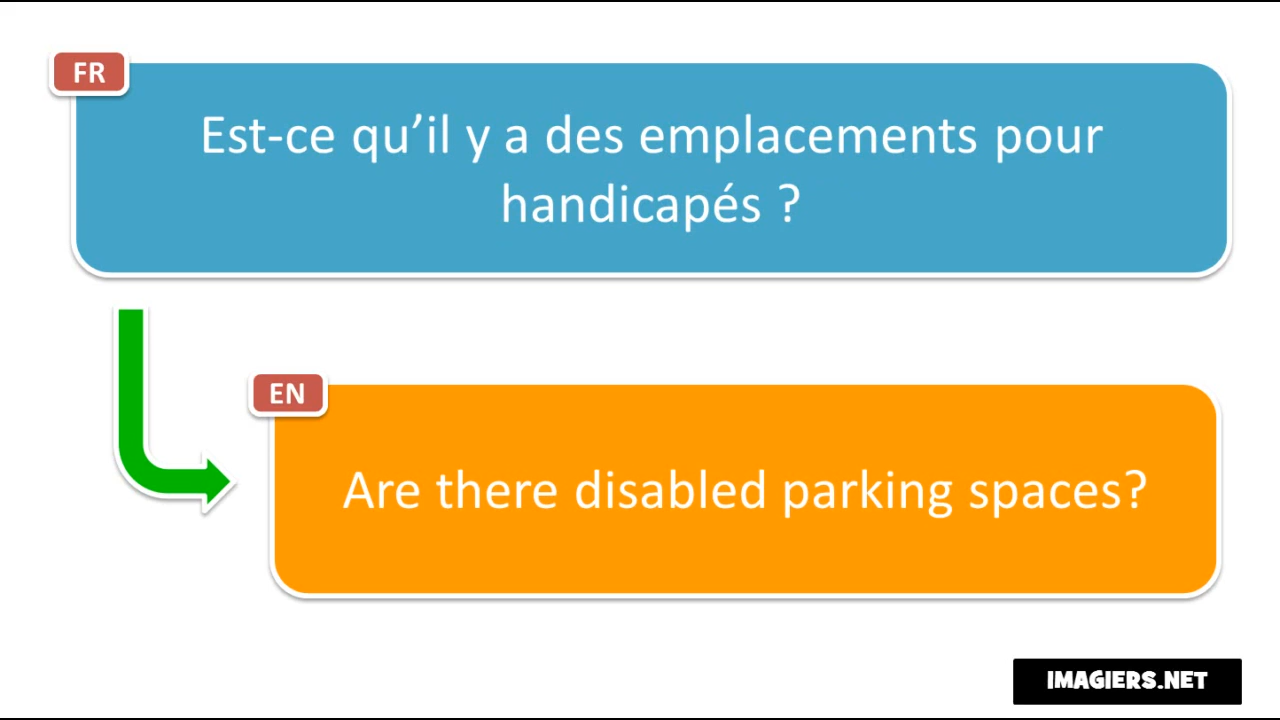 FR
Est-ce qu’il y a des emplacements pour
handicapés ?
EN
Are there disabled parking spaces?
IMAGIERS.NET